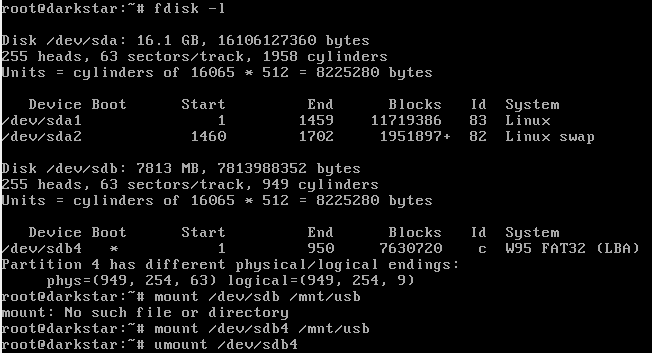 root@darkstar:~# fdisk -l
Disk /dev/sda: 16.1 GB, 16106127360 bytes
255 heads, 63 sectors/track, 1958 cylinders
Units = cylinders of 16065 * 512 = 8225280 bytes
Device Boot Start End Blocks Id System
/dev/sda1 1 1459 11719386 83 Linux
/dev/sda2 1460 1702 1951897+ 82 Linux swap
Disk /dev/sdb: 7813 MB, 7813988352 bytes
255 heads, 63 sectors/track, 949 cylinders
Units = cylinders of 16065 * 512 = 8225280 bytes
Device Boot Start End Blocks Id System
/dev/sdb4 * 1 950 7630720 c W95 FAT32 (LBA)
Partition 4 has different physical/logical endings:
phys=(949, 254, 63) logical=(949, 254, 9)
root@darkstar:~# mount /dev/sdb /mnt/usb
mount: No such file or directory
root@darkstar:~# mount /dev/sdb4 /mnt/usb
root@darkstar:~# umount /dev/sdb4